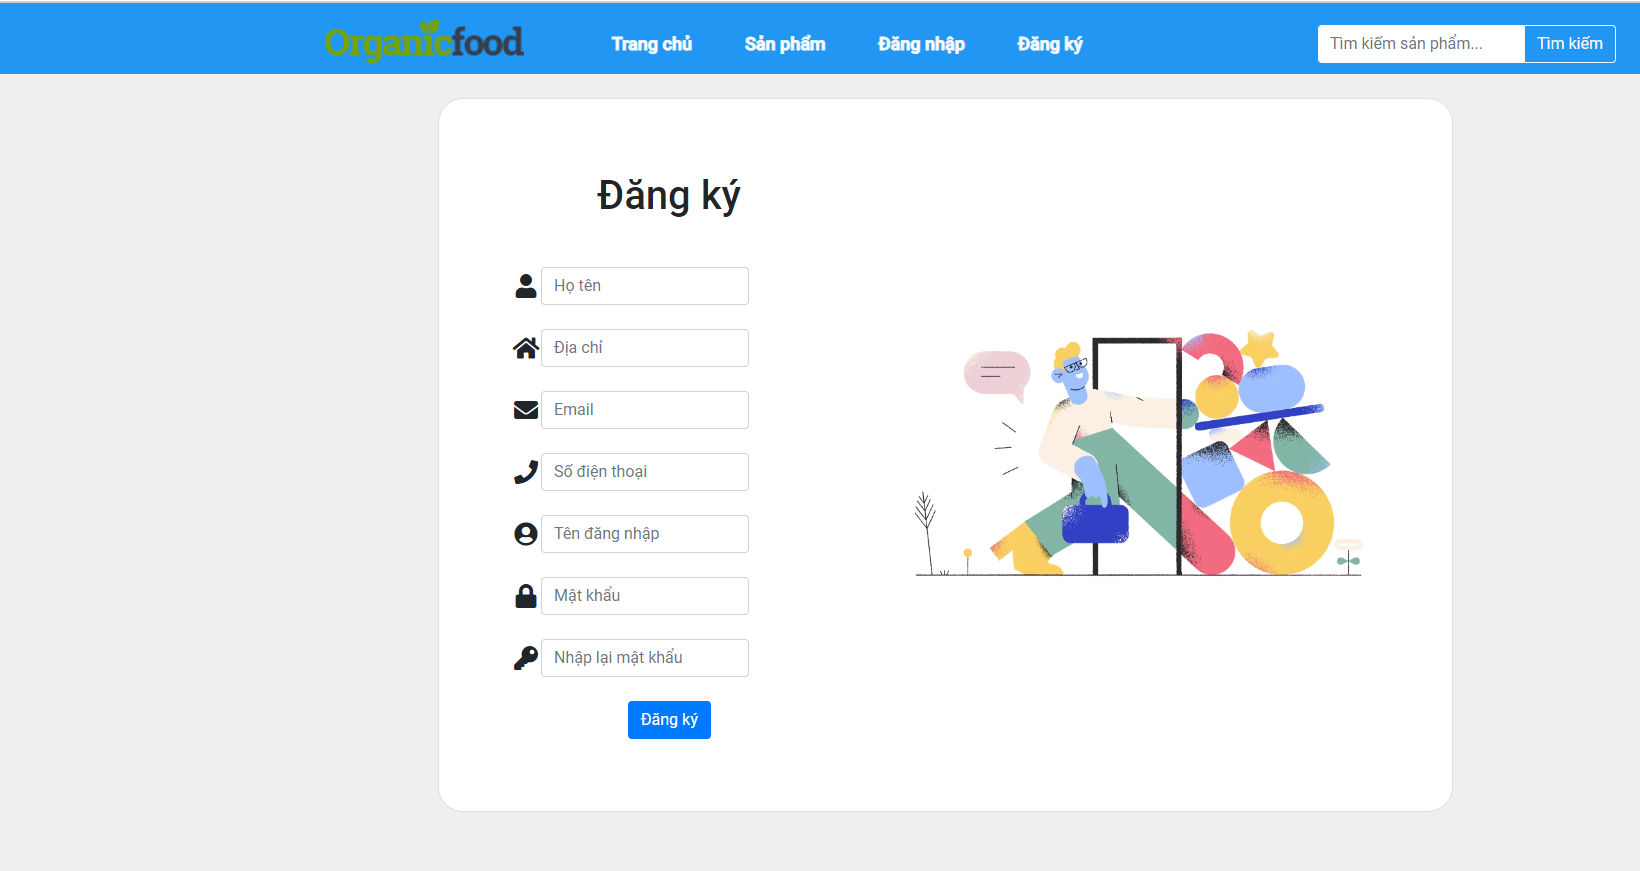 Organicfood
Trang chủ
Sản phẩm
Đăng nhập
Đăng ký
Tìm kiếm sản phẩm...
Tìm kiếm
Đăng ký
Họ tên
Địa chỉ
Email
Số điện thoại
Tên đăng nhập
Mật khẩu
Nhập lại mật khẩu
Đăng ký